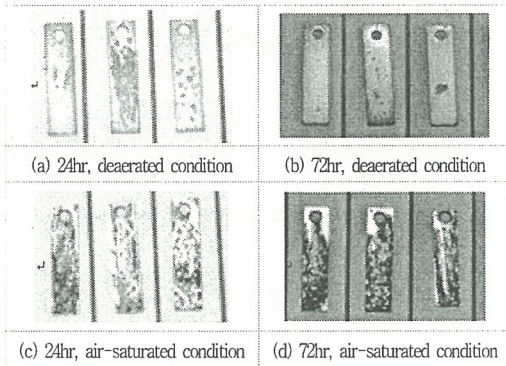 (a) 24hr, deaerated condition
(b) 72hr, deaerated condition
(c) 24hr, air-saturated condition
(d) 72hr, air-saturated condition